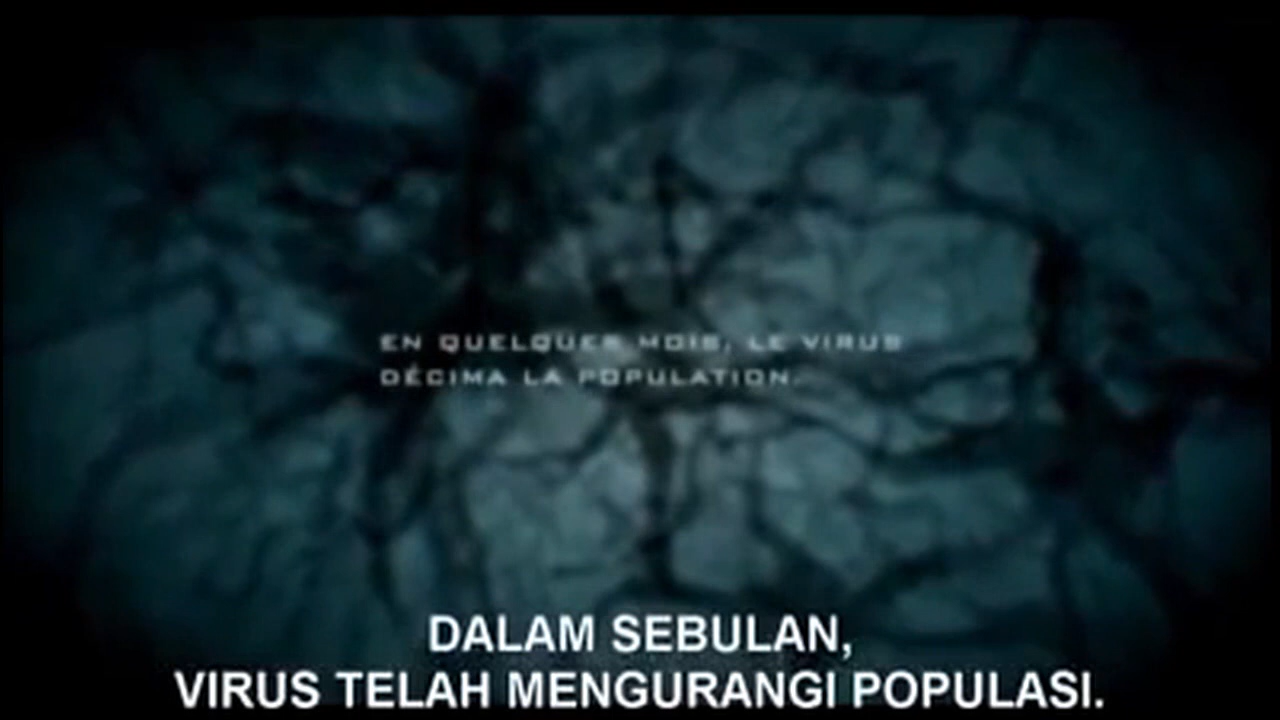 EN QUELQUES MOIS, LE VIRUS
DÉCIMA LA POPULATION.
DALAM SEBULAN,
VIRUS TELAH MENGURANGI POPULASI.